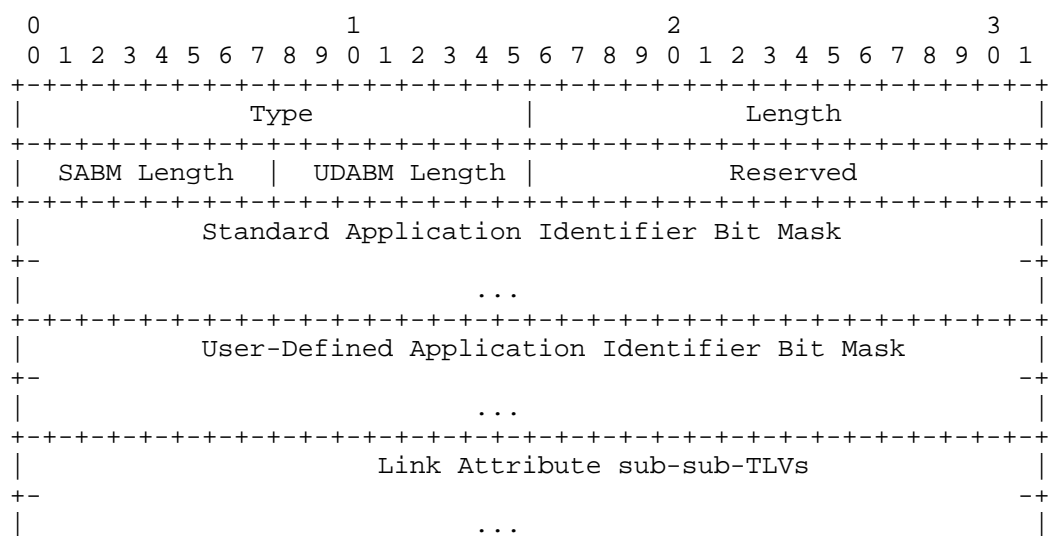 0                   1                   2                   3
 0 1 2 3 4 5 6 7 8 9 0 1 2 3 4 5 6 7 8 9 0 1 2 3 4 5 6 7 8 9 0 1
+-+-+-+-+-+-+-+-+-+-+-+-+-+-+-+-+-+-+-+-+-+-+-+-+-+-+-+-+-+-+-+-+
|              Type             |             Length            |
+-+-+-+-+-+-+-+-+-+-+-+-+-+-+-+-+-+-+-+-+-+-+-+-+-+-+-+-+-+-+-+-+
|  SABM Length  |  UDABM Length |            Reserved           |
+-+-+-+-+-+-+-+-+-+-+-+-+-+-+-+-+-+-+-+-+-+-+-+-+-+-+-+-+-+-+-+-+
|           Standard Application Identifier Bit Mask            |
+-                                                             -+
|                            ...                                |
+-+-+-+-+-+-+-+-+-+-+-+-+-+-+-+-+-+-+-+-+-+-+-+-+-+-+-+-+-+-+-+-+
|           User-Defined Application Identifier Bit Mask        |
+-                                                             -+
|                            ...                                |
+-+-+-+-+-+-+-+-+-+-+-+-+-+-+-+-+-+-+-+-+-+-+-+-+-+-+-+-+-+-+-+-+
|                      Link Attribute sub-sub-TLVs              |
+-                                                             -+
|                            ...                                |